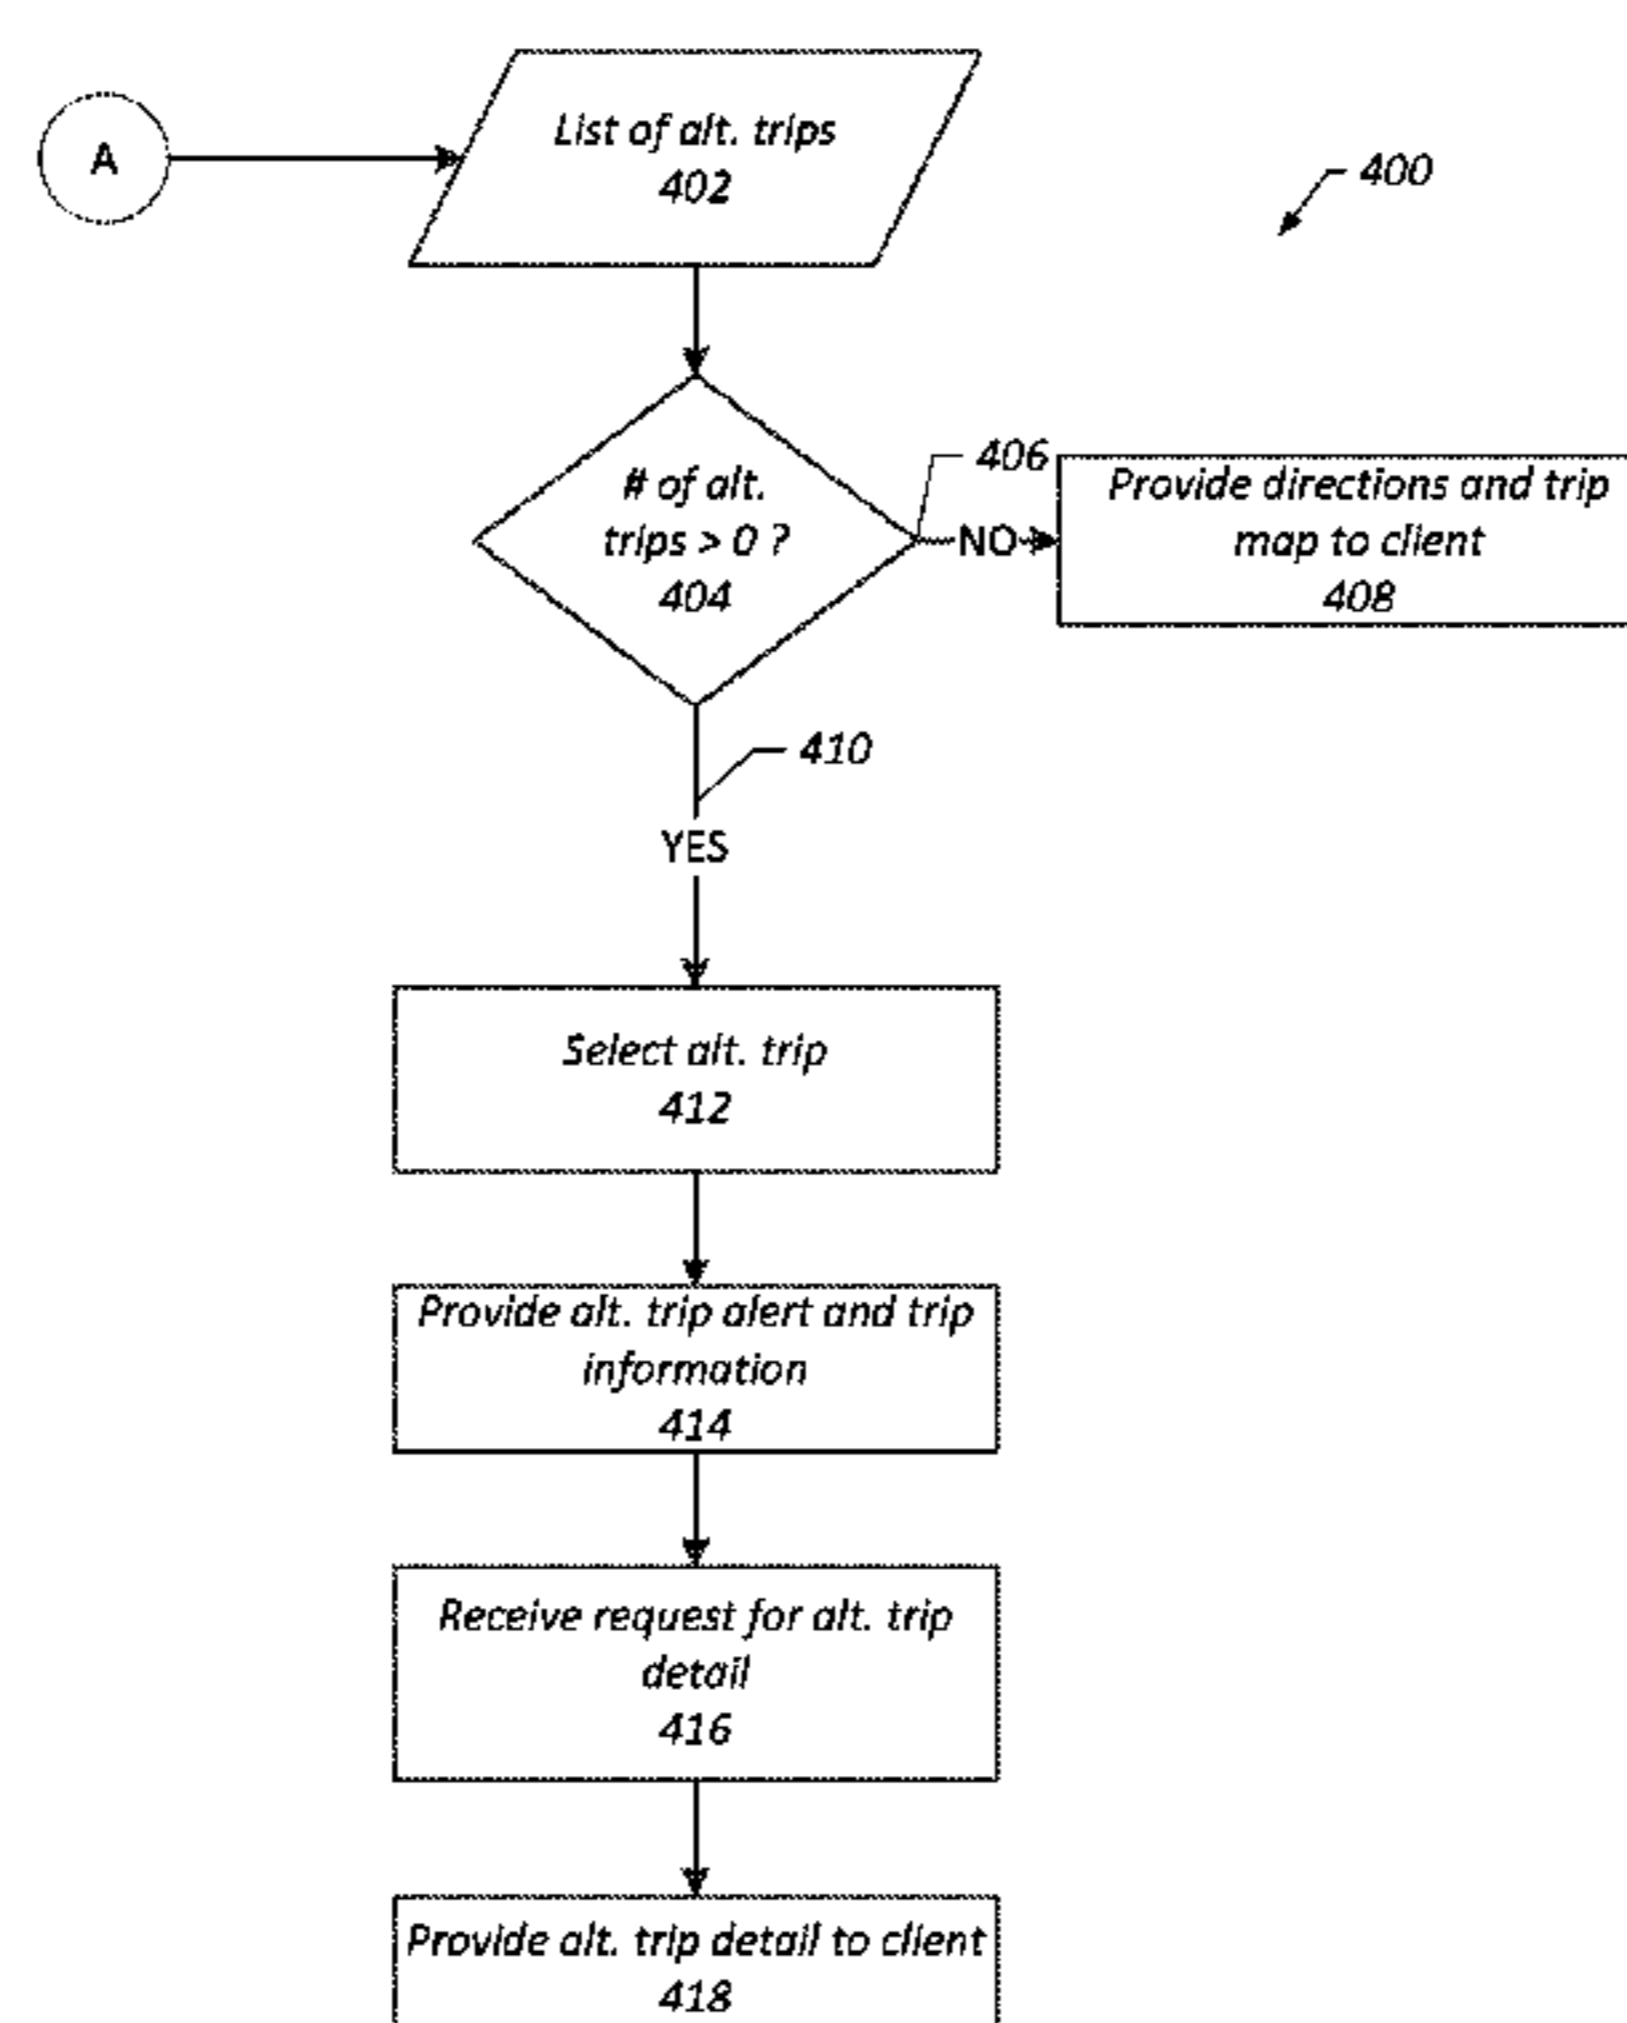 A
List of alt. trips
402
400
# of alt.
trips > 0 ?
404
406
NO
Provide directions and trip
map to client
408
410
YES
Select alt. trip
412
Provide alt. trip alert and trip
information
414
Receive request for alt. trip
detail
416
Provide alt. trip detail to client
418